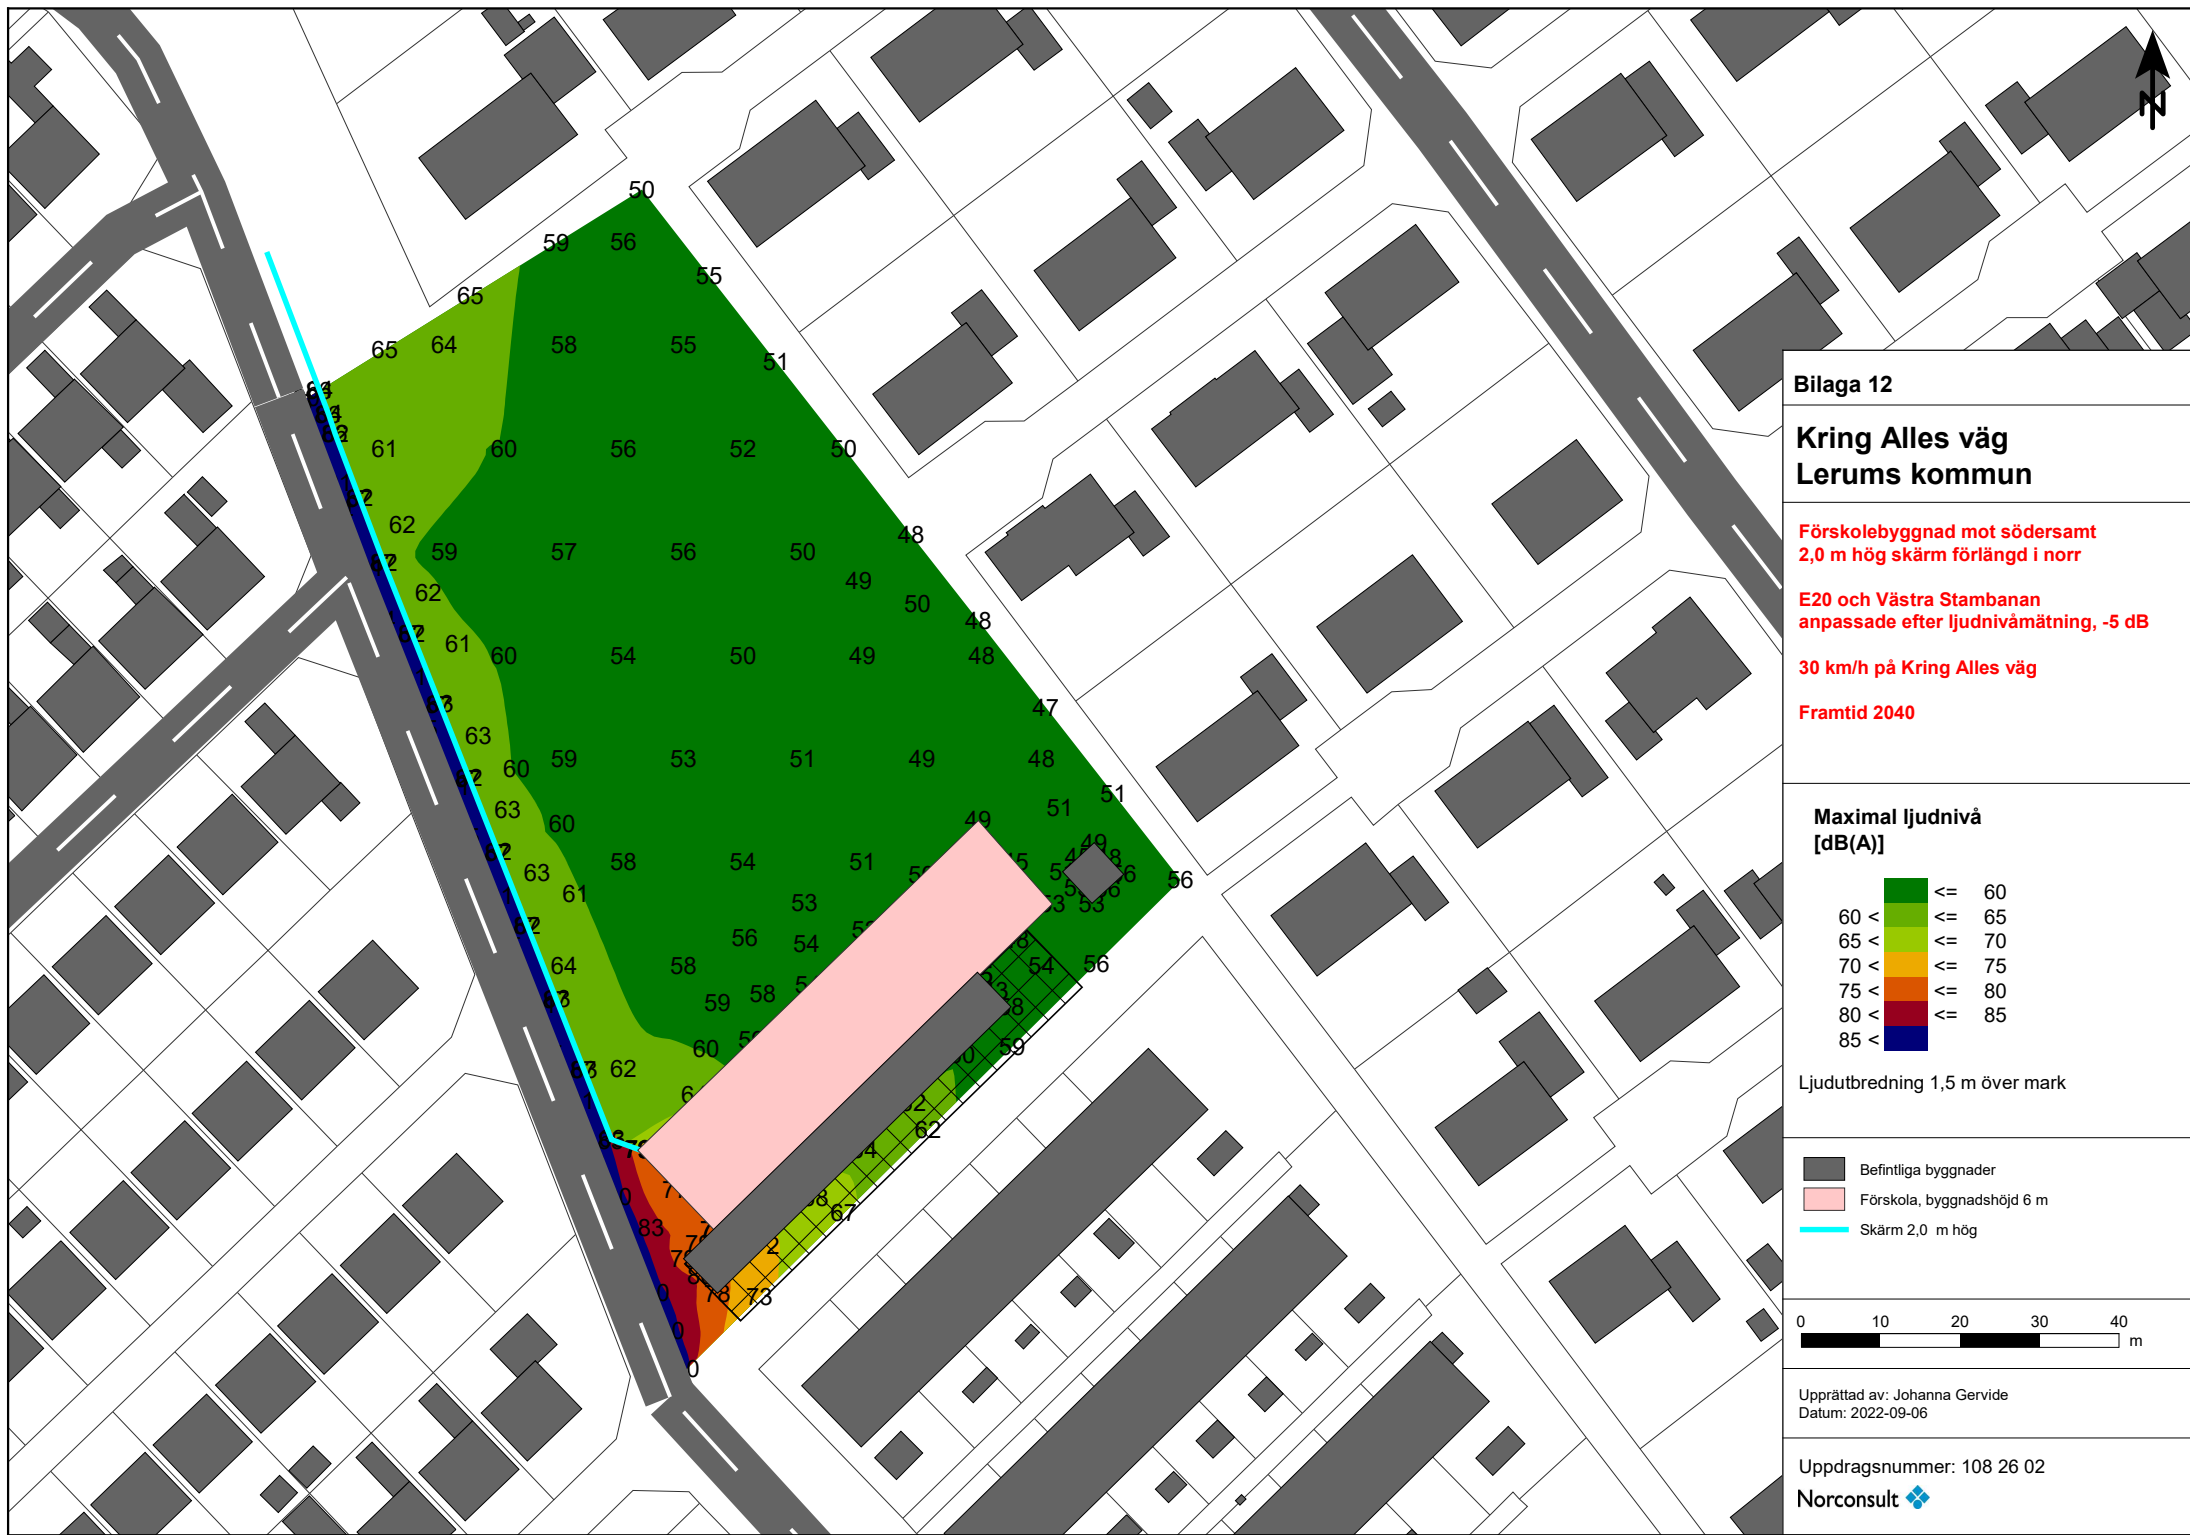 50
59
56
55
65
65
64
58
55
51
61
60
56
52
50
62
59
57
56
50
48
49
62
50
48
61
60
54
50
49
48
47
63
60
59
53
51
49
48
51
51
63
60
49
49
63
58
54
51
56
61
53
53
56
54
64
58
54
56
59
58
60
59
62
62
67
83
73
73
N
Bilaga 12
Kring Alles väg
Lerums kommun
Förskolebyggnad mot södersamt
2,0 m hög skärm förlängd i norr
E20 och Västra Stambanan
anpassade efter ljudnivåmätning, -5 dB
30 km/h på Kring Alles väg
Framtid 2040
Maximal ljudnivå
[dB(A)]
<= 60
60 < <= 65
65 < <= 70
70 < <= 75
75 < <= 80
80 < <= 85
85 <
Ljudutbredning 1,5 m över mark
Befintliga byggnader
Förskola, byggnadshöjd 6 m
Skärm 2,0 m hög
0 10 20 30 40
m
Upprättad av: Johanna Gervide
Datum: 2022-09-06
Uppdragsnummer: 108 26 02
Norconsult